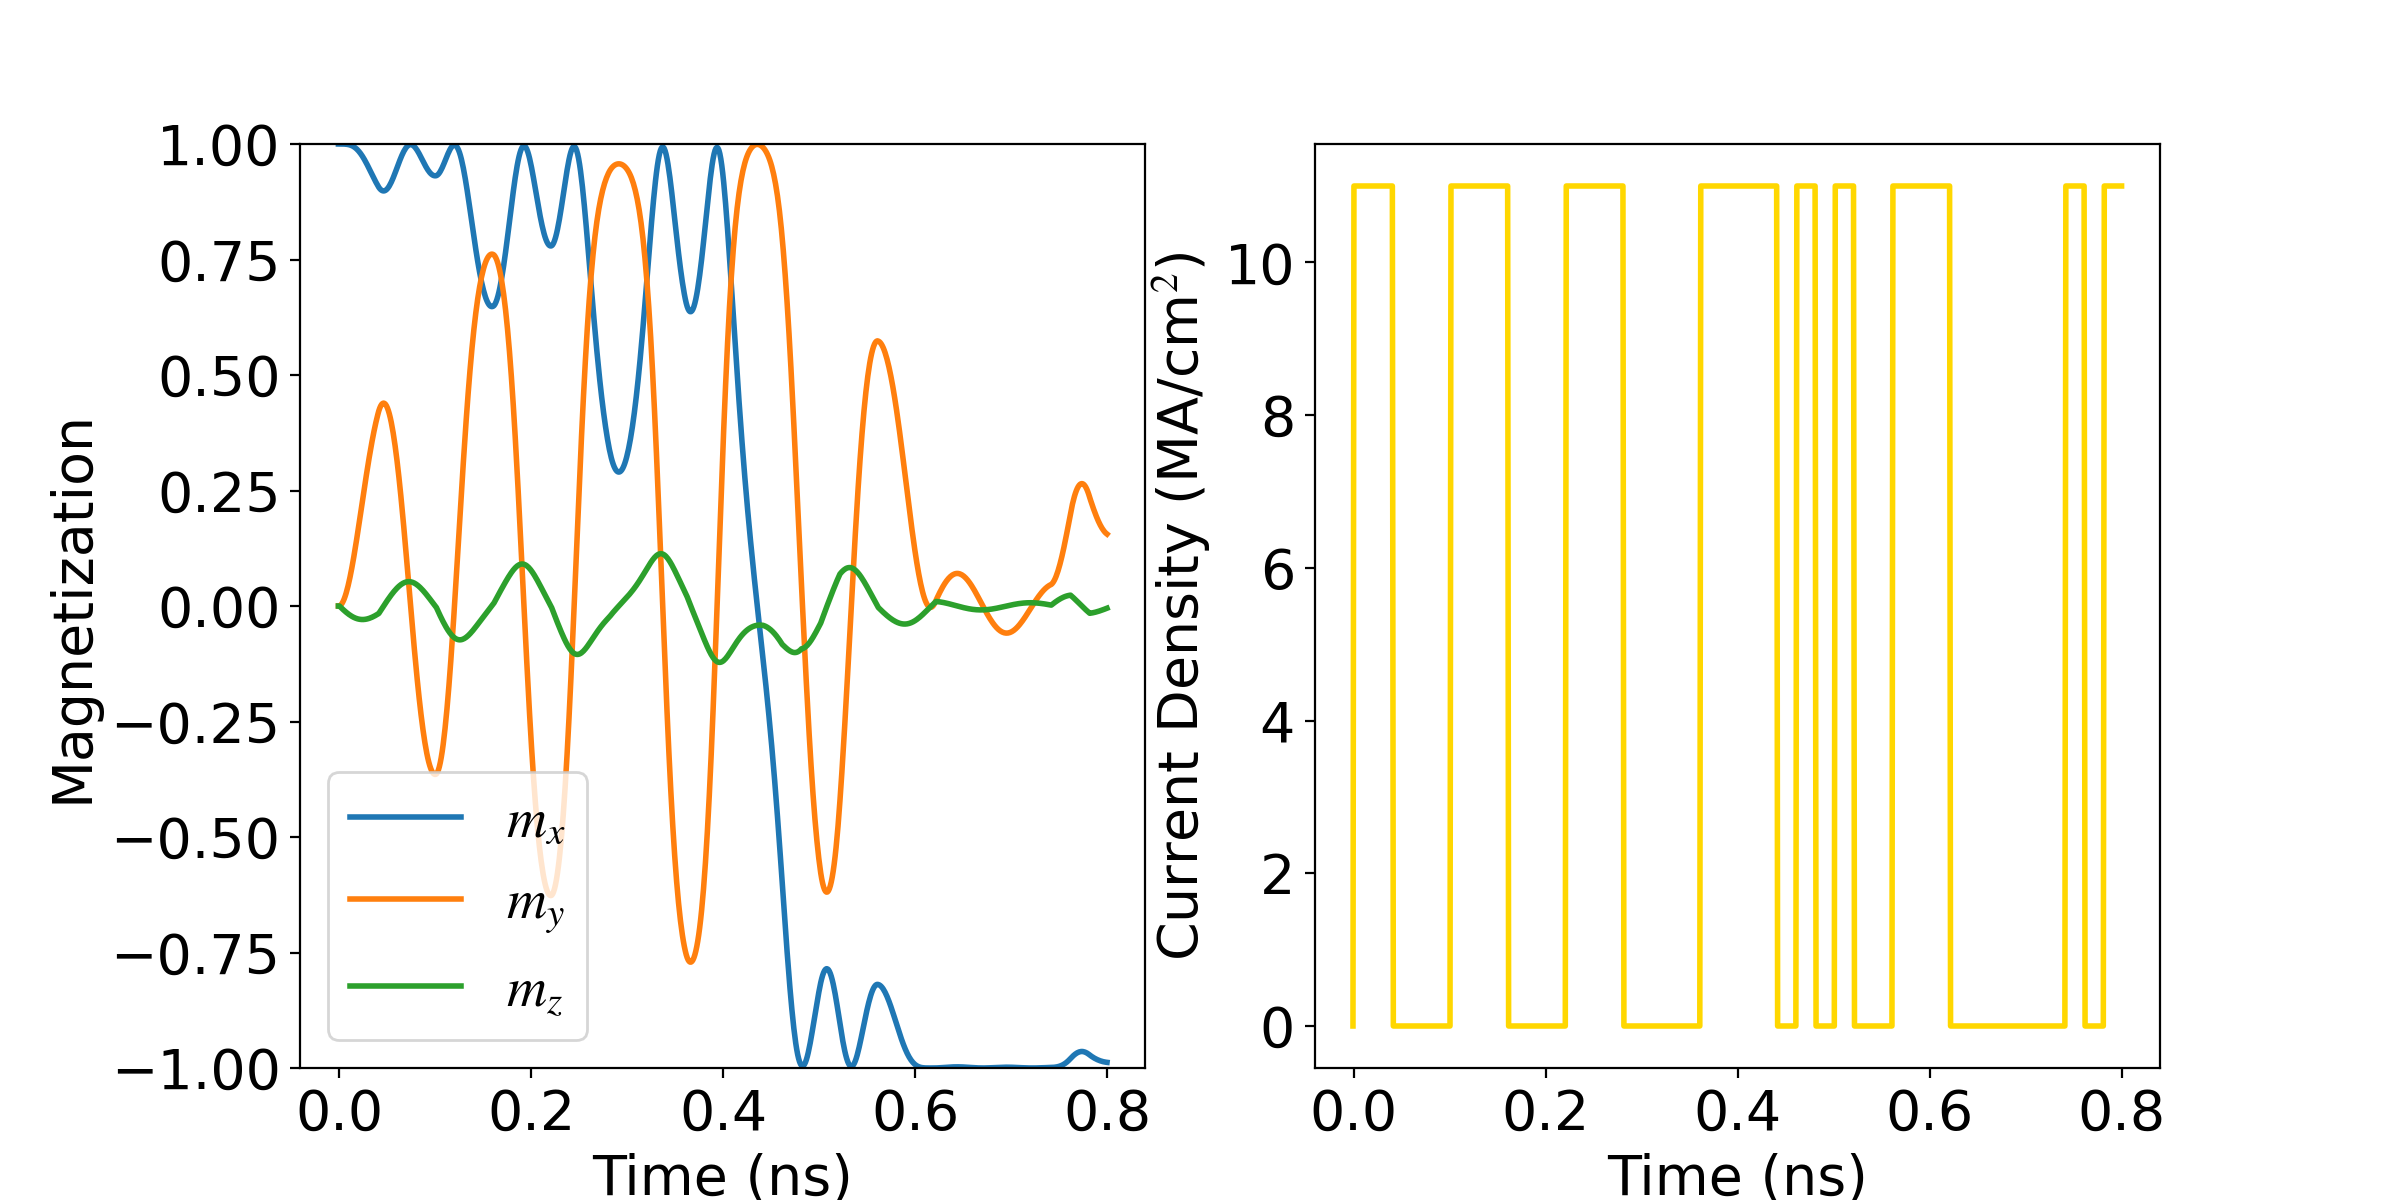 1.00
0.75
0.50
0.25
0.00
−0.25
−0.50
−0.75
−1.00
Magnetization
m_x
m_y
m_z
0.0 0.2 0.4 0.6 0.8
Time (ns)
10
8
6
4
2
0
Current Density (MA/cm²)
0.0 0.2 0.4 0.6 0.8
Time (ns)